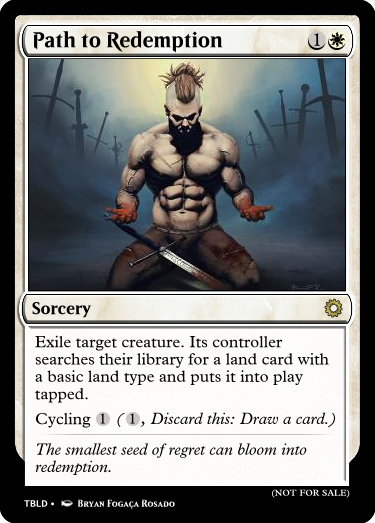 Path to Redemption 1
Sorcery
Exile target creature. Its controller
searches their library for a land card with
a basic land type and puts it into play
tapped.
Cycling 1 (1, Discard this: Draw a card.)
The smallest seed of regret can bloom into
redemption.
(NOT FOR SALE)
TBLD • BRYAN FOGAÇA ROSADO